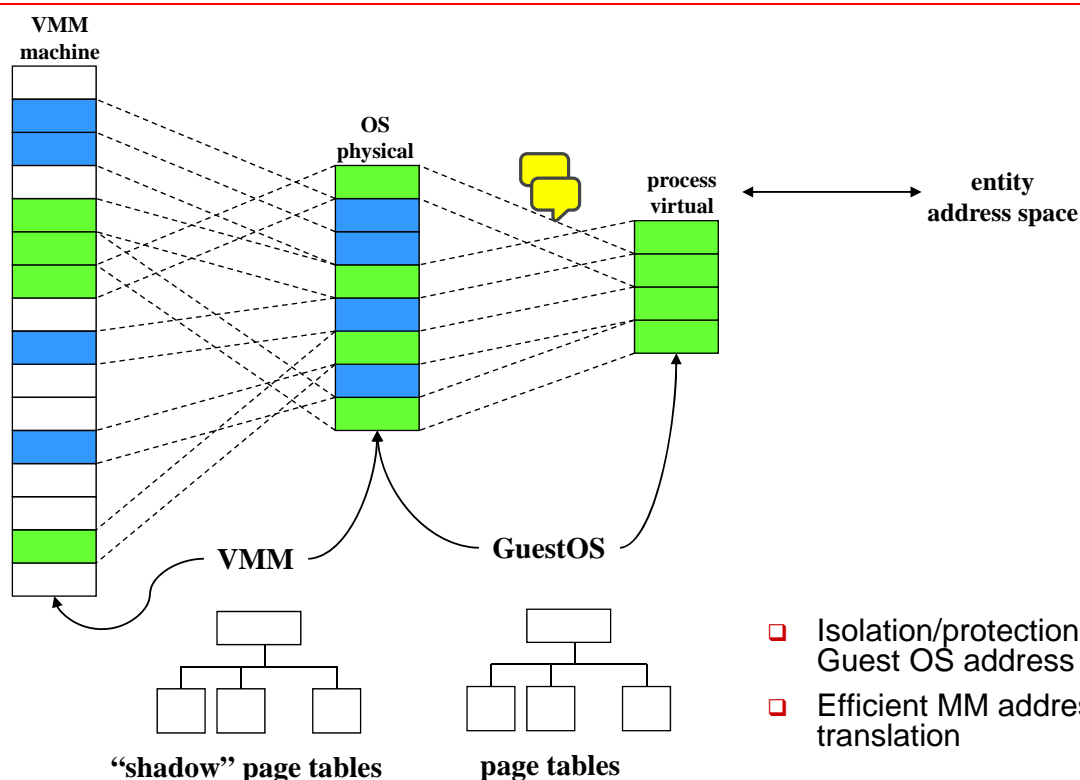 VMM
machine
OS
physical
process
virtual
entity
address space
VMM
GuestOS
“shadow” page tables
page tables
❑ Isolation/protection
Guest OS address
❑ Efficient MM addres
translation